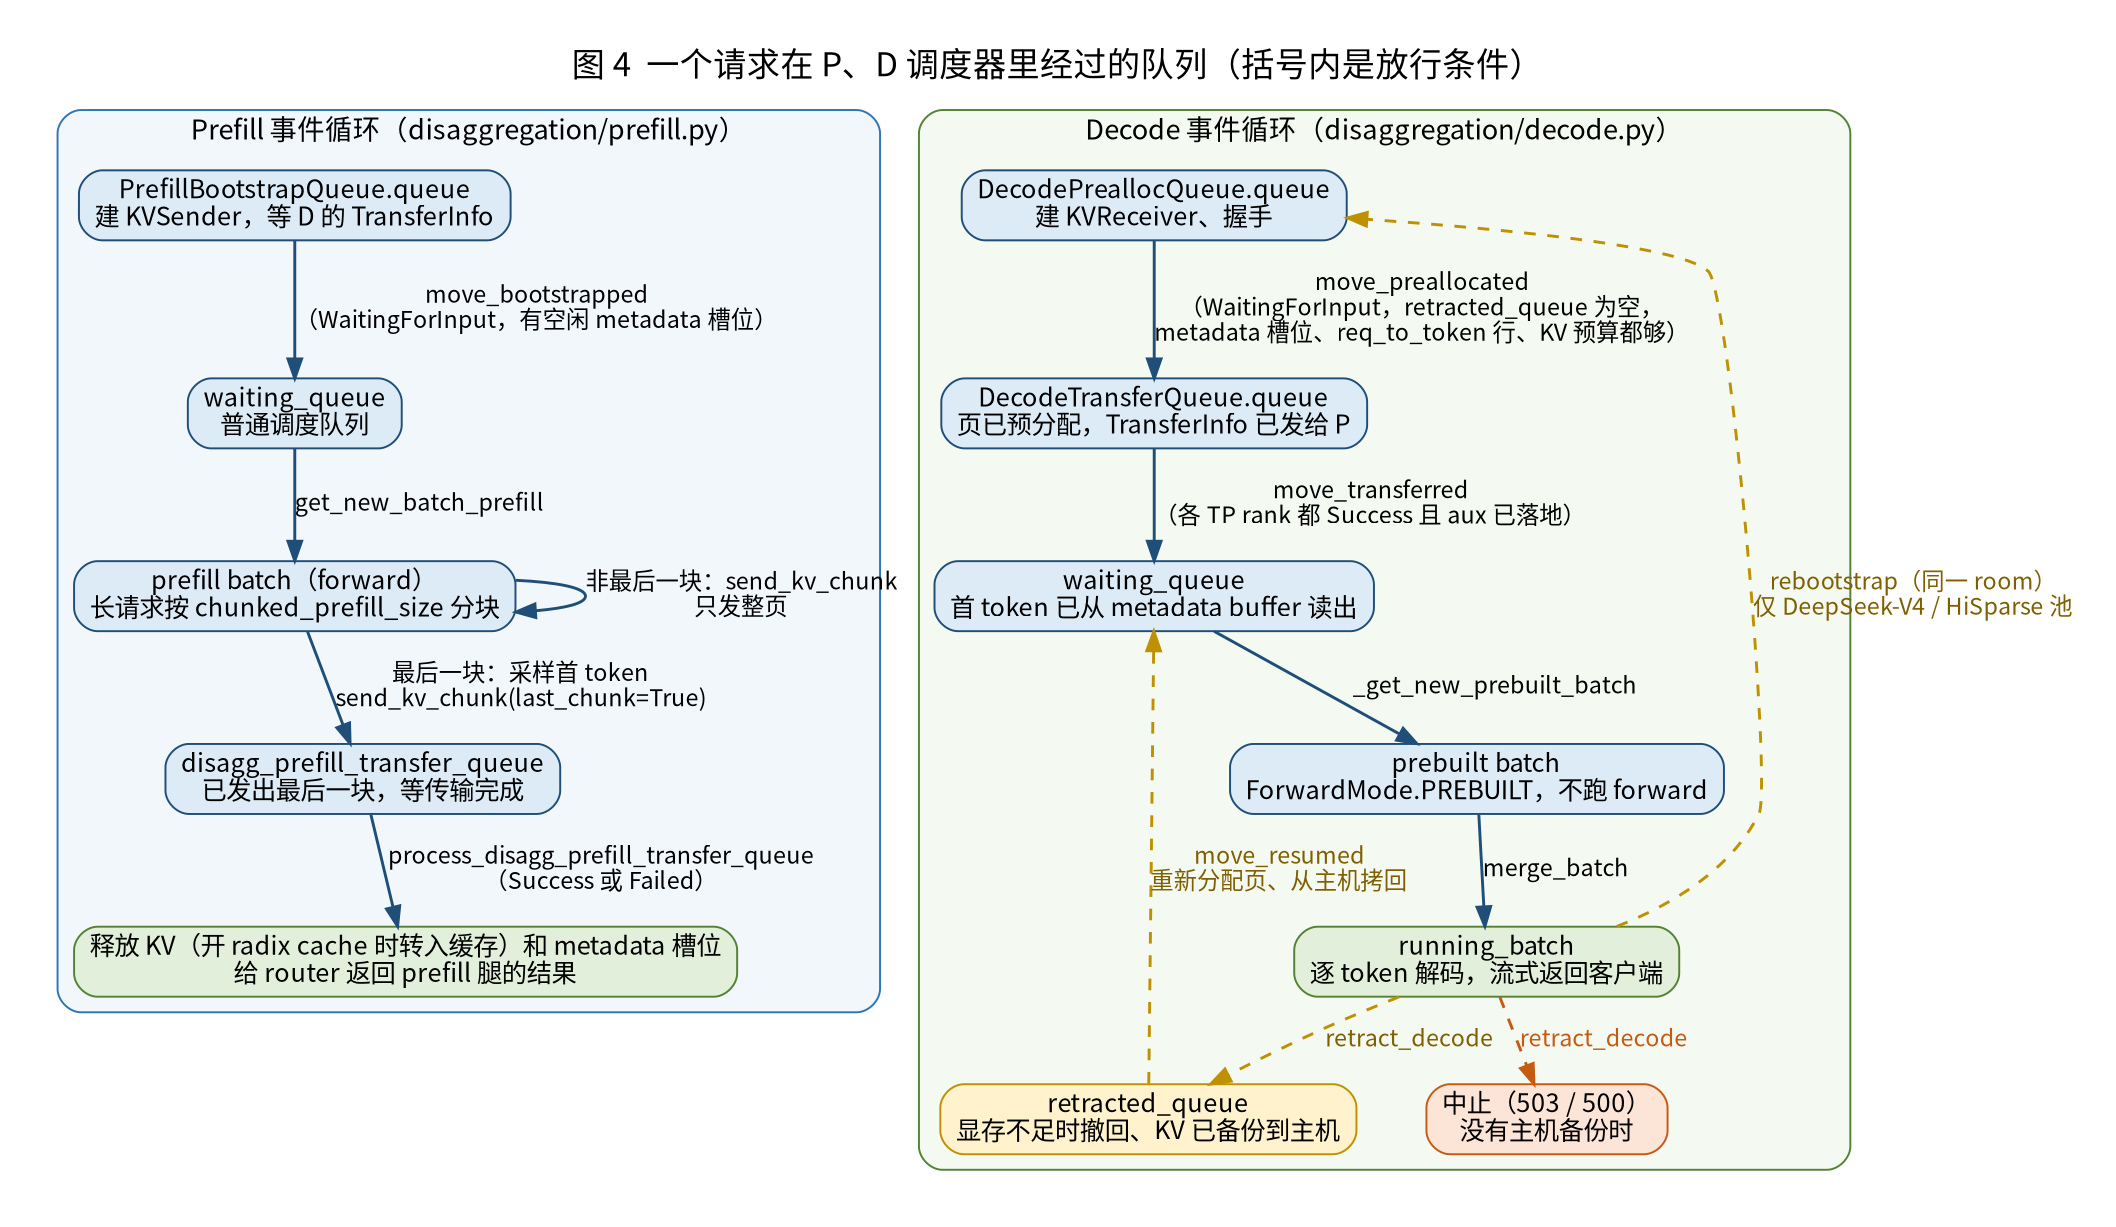 图 4  一个请求在 P、D 调度器里经过的队列（括号内是放行条件）
Prefill 事件循环（disaggregation/prefill.py）
PrefillBootstrapQueue.queue
建 KVSender，等 D 的 TransferInfo
move_bootstrapped
（WaitingForInput，有空闲 metadata 槽位）
waiting_queue
普通调度队列
get_new_batch_prefill
prefill batch（forward）
长请求按 chunked_prefill_size 分块
非最后一块：send_kv_chunk
只发整页
最后一块：采样首 token
send_kv_chunk(last_chunk=True)
disagg_prefill_transfer_queue
已发出最后一块，等传输完成
process_disagg_prefill_transfer_queue
（Success 或 Failed）
释放 KV（开 radix cache 时转入缓存）和 metadata 槽位
给 router 返回 prefill 腿的结果
Decode 事件循环（disaggregation/decode.py）
DecodePreallocQueue.queue
建 KVReceiver、握手
move_preallocated
（WaitingForInput，retracted_queue 为空，
metadata 槽位、req_to_token 行、KV 预算都够）
DecodeTransferQueue.queue
页已预分配，TransferInfo 已发给 P
move_transferred
（各 TP rank 都 Success 且 aux 已落地）
waiting_queue
首 token 已从 metadata buffer 读出
_get_new_prebuilt_batch
prebuilt batch
ForwardMode.PREBUILT，不跑 forward
merge_batch
running_batch
逐 token 解码，流式返回客户端
rebootstrap（同一 room）
仅 DeepSeek-V4 / HiSparse 池
move_resumed
重新分配页、从主机拷回
retract_decode
retract_decode
retracted_queue
显存不足时撤回、KV 已备份到主机
中止（503 / 500）
没有主机备份时